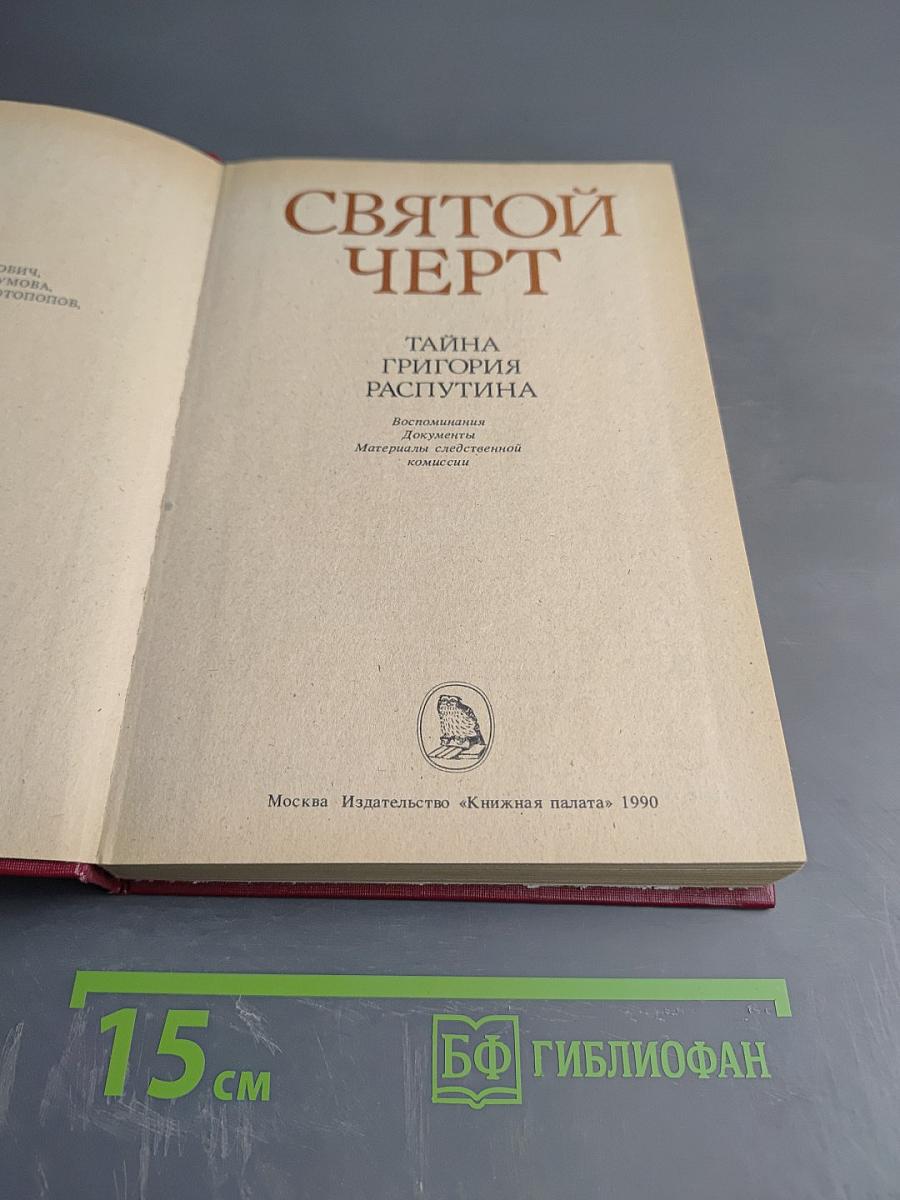 ОВИЧ,
УМОВА,
ОТОПОПОВ,
СВЯТОЙ
ЧЕРТ
ТАЙНА
ГРИГОРИЯ
РАСПУТИНА
Воспоминания
Документы
Материалы следственной
комиссии
Москва Издательство «Книжная палата» 1990
15 см
БФ ГИБЛИОФАН